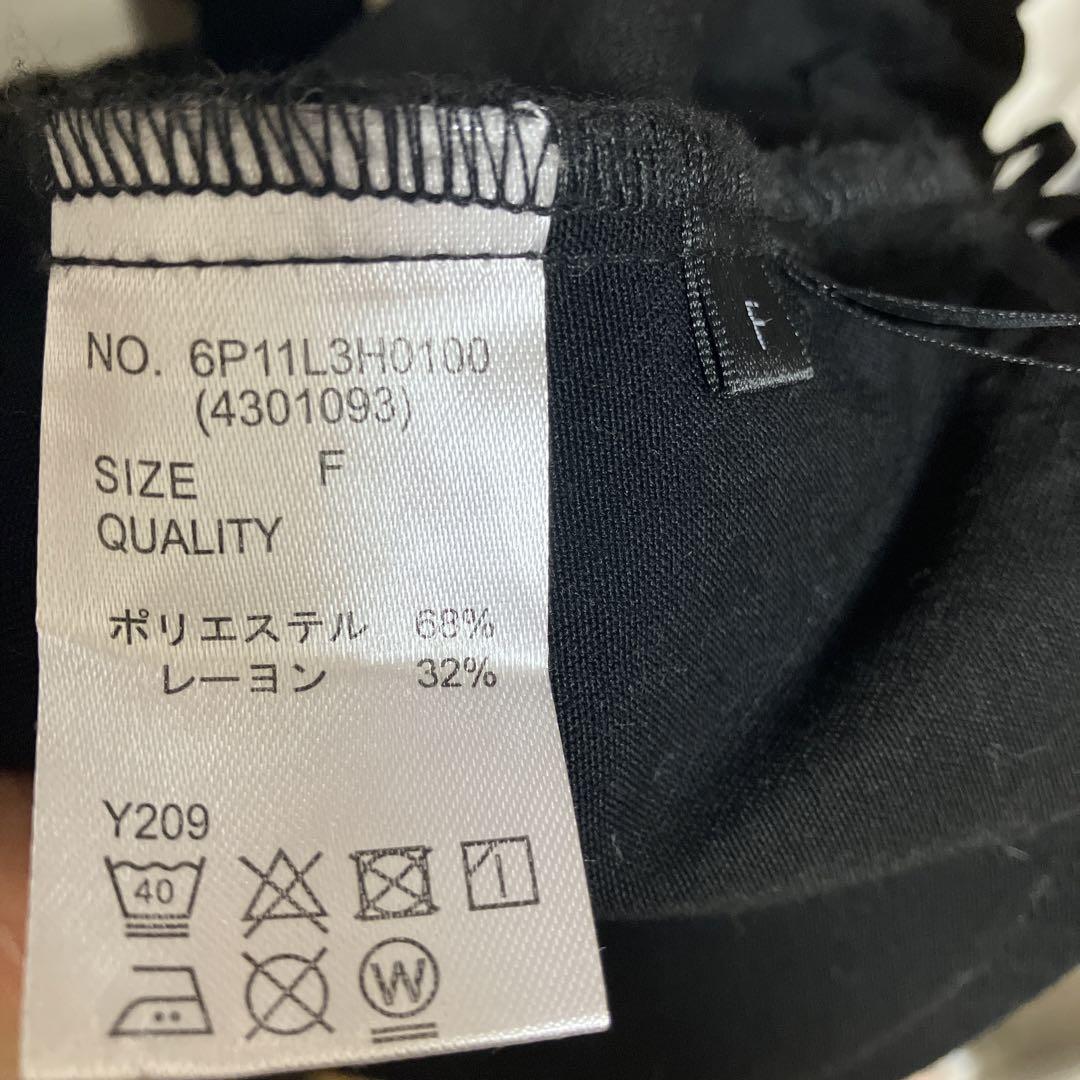 NO. 6P11L3H0100
(4301093)
SIZE F
QUALITY
ポリエステル 68%
レーヨン 32%
Y209
40
W
F